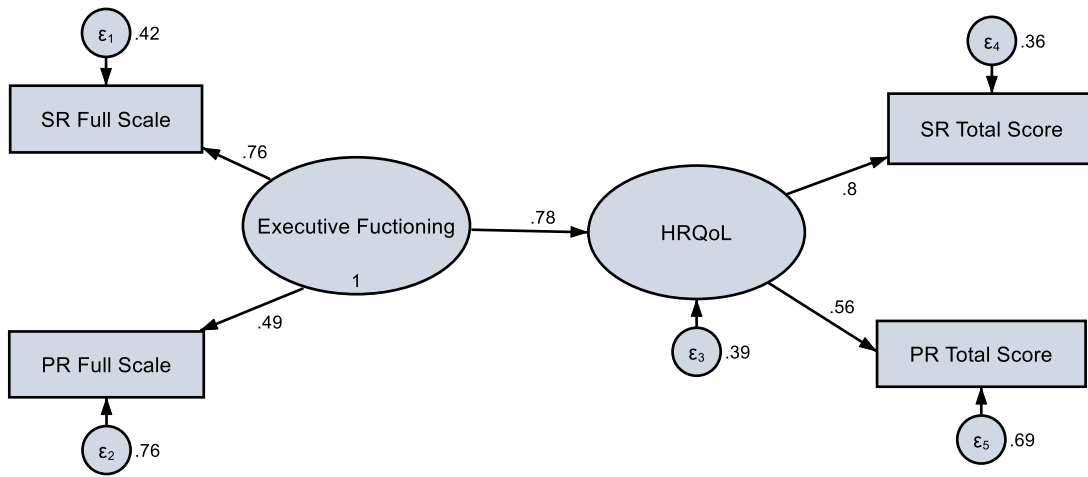 ε1 .42
ε4 .36
SR Full Scale
SR Total Score
.76
.8
Executive Fuctioning
1
.78
HRQoL
.49
.56
ε3 .39
PR Full Scale
PR Total Score
ε2 .76
ε5 .69